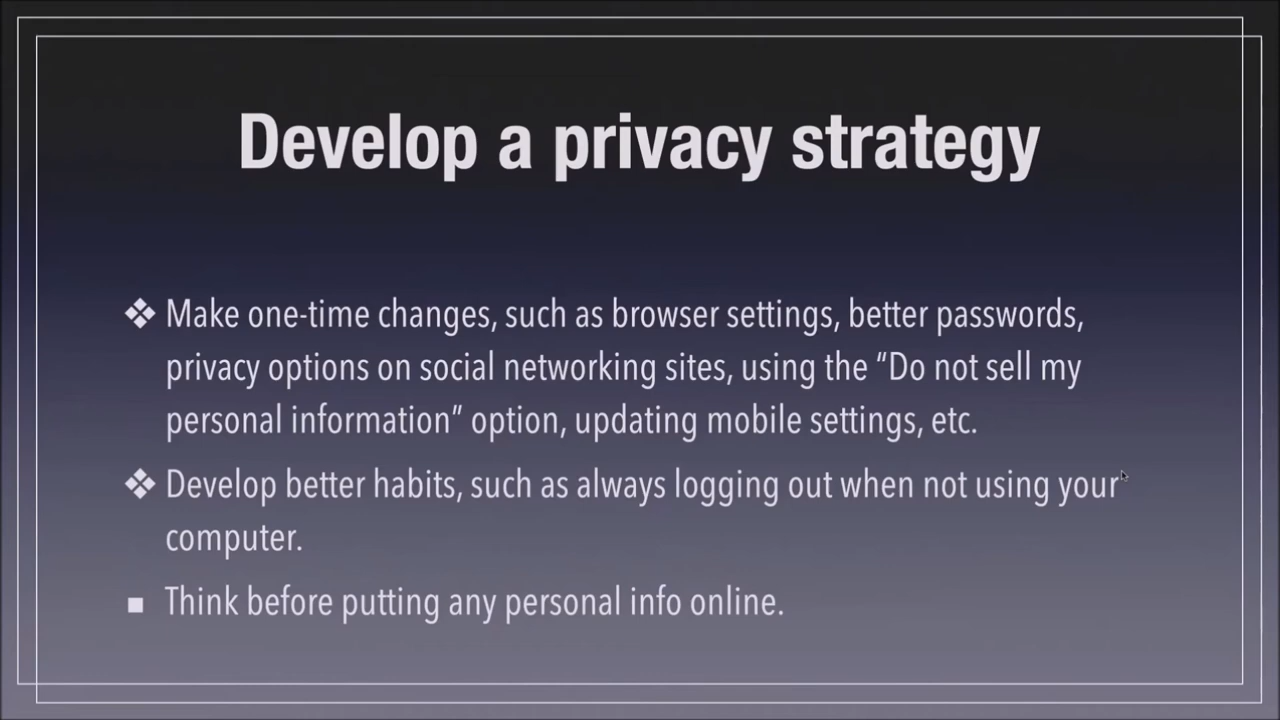 Develop a privacy strategy
❖ Make one-time changes, such as browser settings, better passwords,
privacy options on social networking sites, using the “Do not sell my
personal information” option, updating mobile settings, etc.
❖ Develop better habits, such as always logging out when not using your
computer.
▪ Think before putting any personal info online.